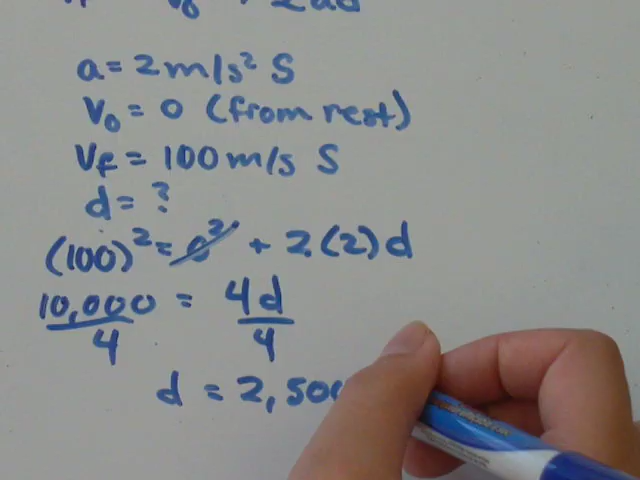 a = 2 m/s² S
V₀ = 0 (from rest)
Vf = 100 m/s S
d = ?
(100)² = 0² + 2(2)d
10,000 = 4d
4 4
d = 2,500